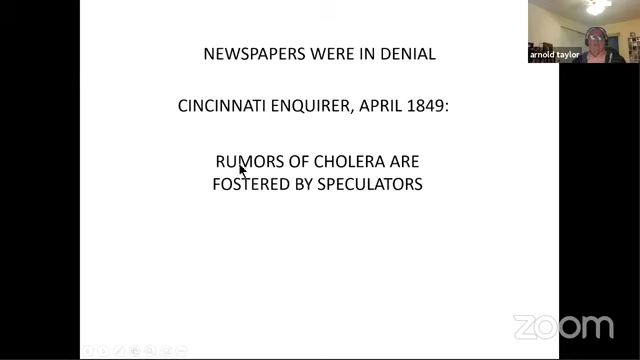 NEWSPAPERS WERE IN DENIAL
CINCINNATI ENQUIRER, APRIL 1849:
RUMORS OF CHOLERA ARE
FOSTERED BY SPECULATORS
arnold taylor
zoom